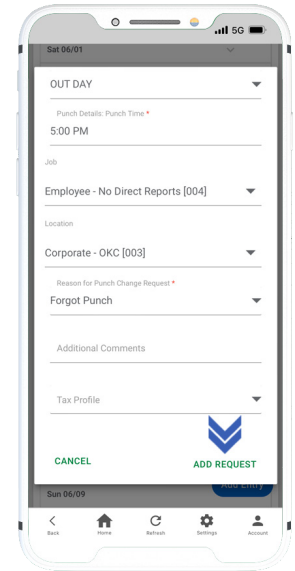 5G
Sat 06/01
OUT DAY
Punch Details: Punch Time *
5:00 PM
Job
Employee - No Direct Reports [004]
Location
Corporate - OKC [003]
Reason for Punch Change Request *
Forgot Punch
Additional Comments
Tax Profile
CANCEL
ADD REQUEST
Add Entry
Sun 06/09
Back
Home
Refresh
Settings
Account